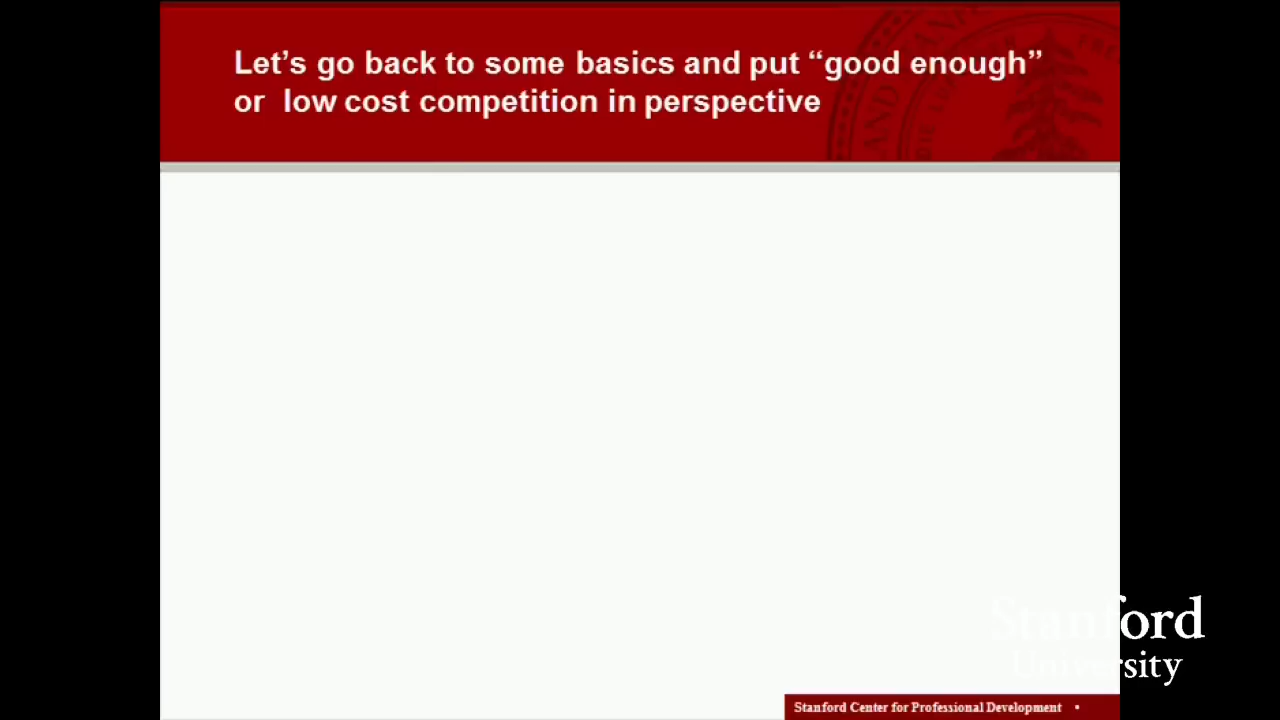 Let's go back to some basics and put “good enough”
or low cost competition in perspective
Stanford
University
Stanford Center for Professional Development •